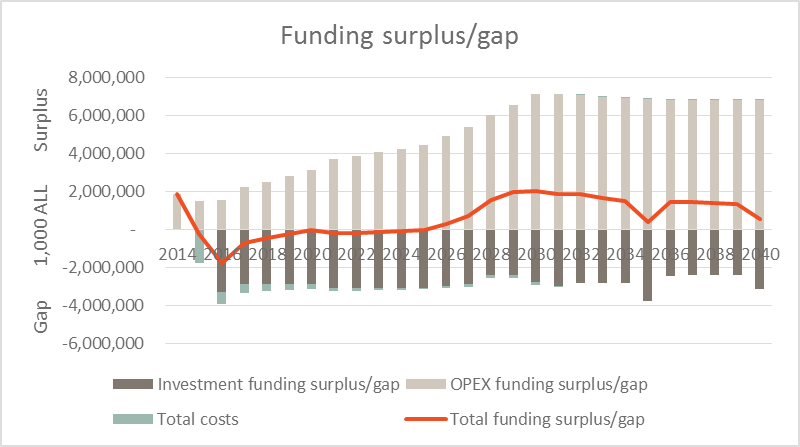 Funding surplus/gap
8,000,000
6,000,000
4,000,000
2,000,000
-
-2,000,000
-4,000,000
-6,000,000
Gap 1,000 ALL Surplus
2014 2016 2018 2020 2022 2024 2026 2028 2030 2032 2034 2036 2038 2040
Investment funding surplus/gap OPEX funding surplus/gap
Total costs Total funding surplus/gap